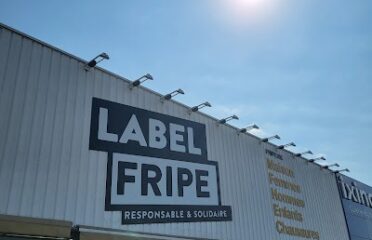 LABEL
FRIPE
RESPONSABLE & SOLIDAIRE
Maison
Femmes
Hommes
Enfants
Chaussures